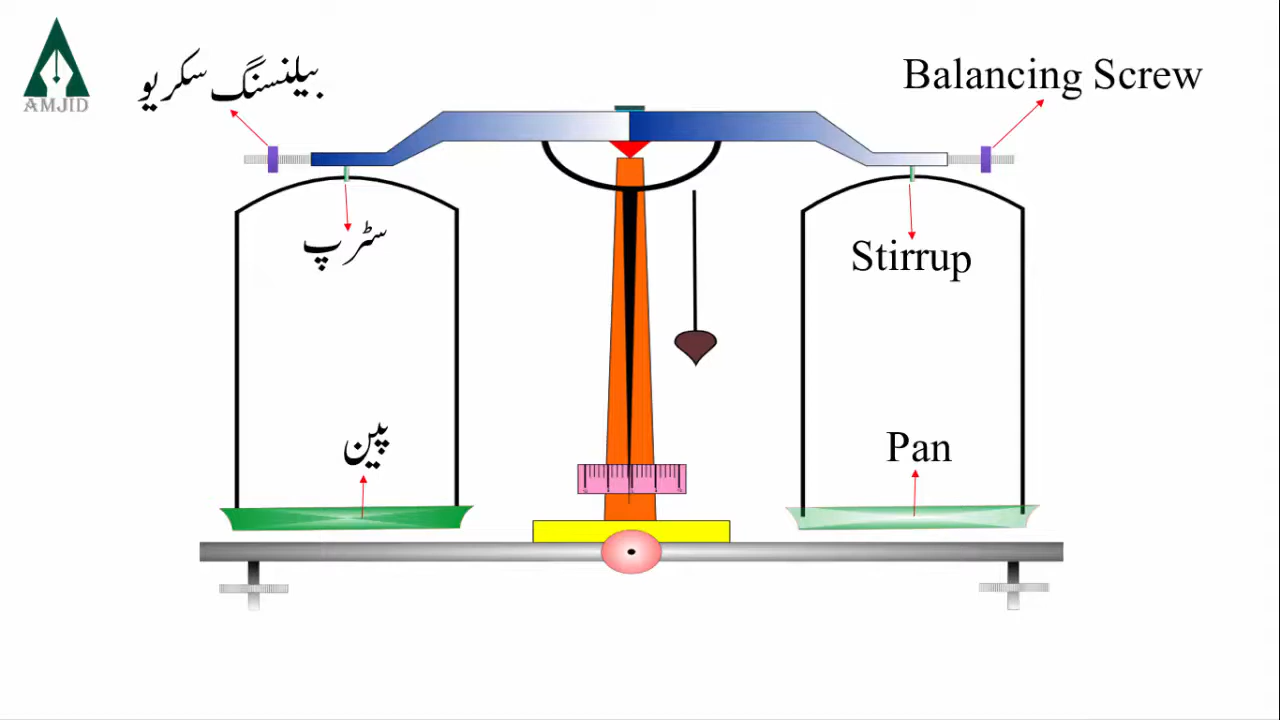 AMJID
بیلنسنگ سکریو
Balancing Screw
سٹرپ
Stirrup
پین
Pan